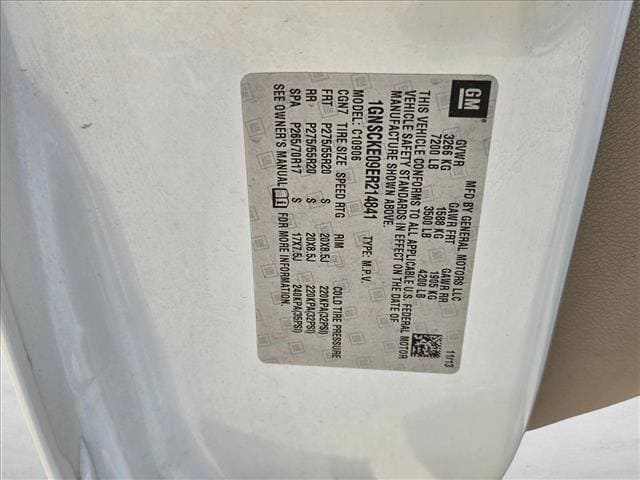 GM
MFD BY GENERAL MOTORS LLC 11/13
GVWR GAWR FRT GAWR RR
3266 KG 1588 KG 1905 KG
7200 LB 3500 LB 4200 LB
THIS VEHICLE CONFORMS TO ALL APPLICABLE U.S. FEDERAL MOTOR
VEHICLE SAFETY STANDARDS IN EFFECT ON THE DATE OF
MANUFACTURE SHOWN ABOVE.
1GNSCKE09ER214841 TYPE: M.P.V.
MODEL: C10906
CGN7 TIRE SIZE SPEED RTG RIM COLD TIRE PRESSURE
FRT P275/55R20 S 20X8.5J 220KPA(32PSI)
RR P275/55R20 S 20X8.5J 220KPA(32PSI)
SPA P265/70R17 S 17X7.5J 240KPA(35PSI)
SEE OWNER'S MANUAL